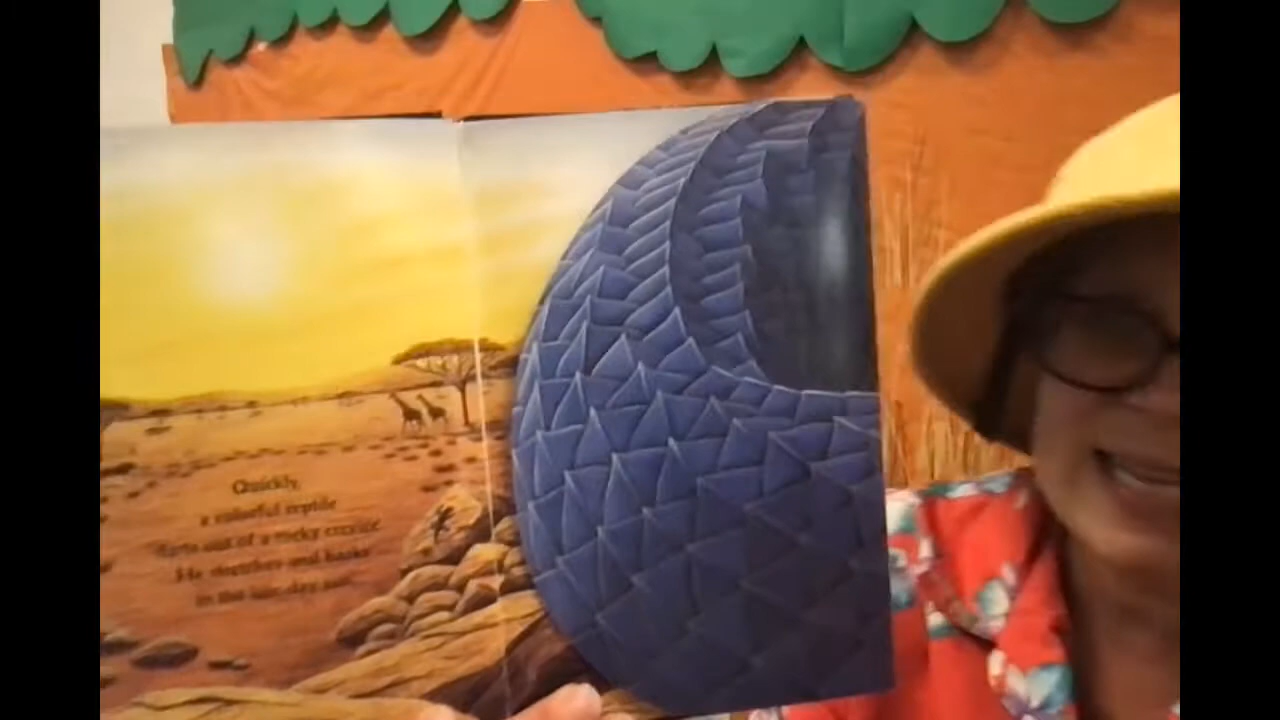 Quickly,
a colorful reptile
darts out of a rocky crevice.
He stretches and basks
in the late-day sun.